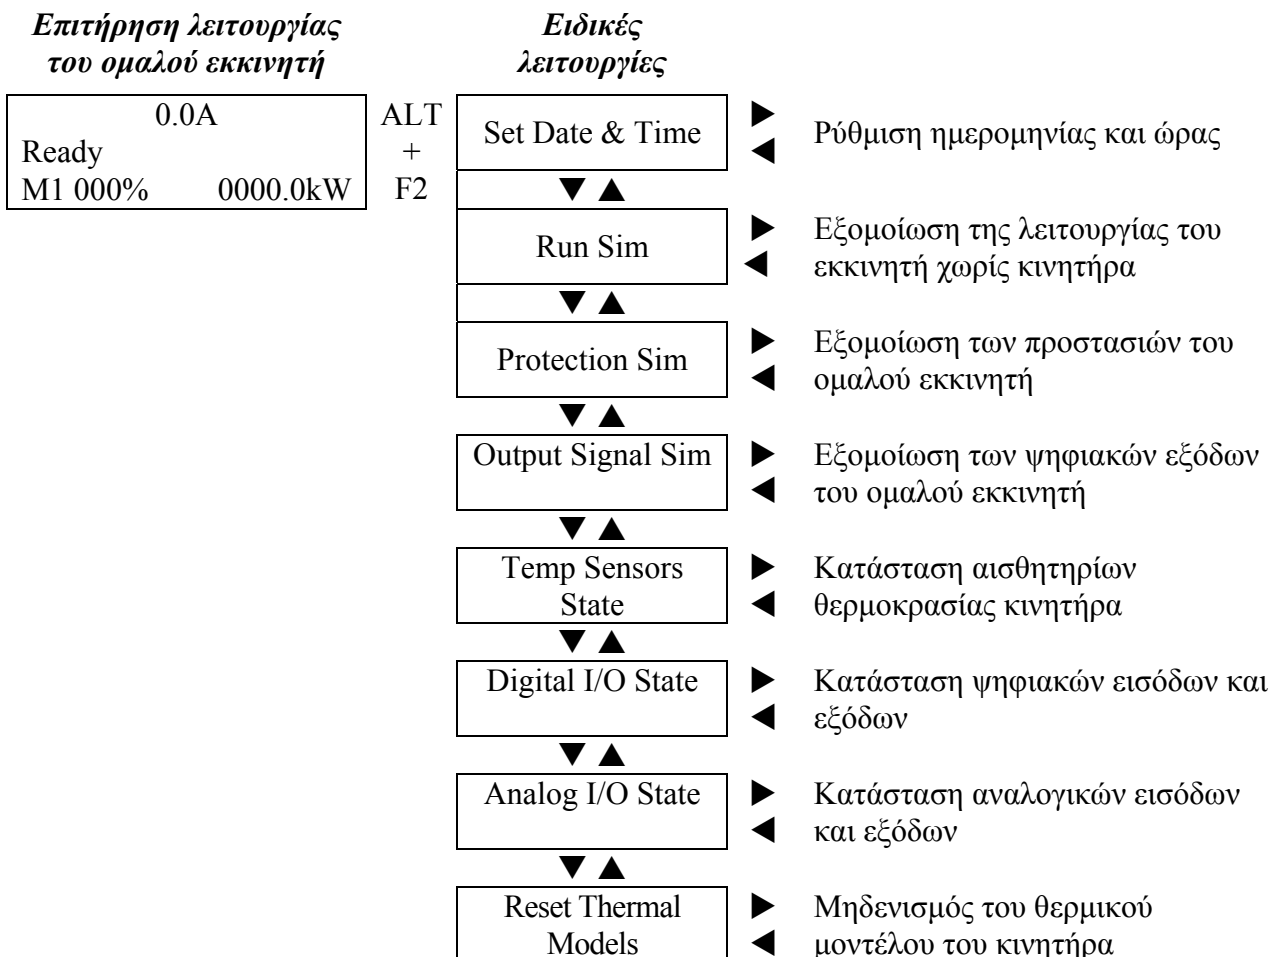 Επιτήρηση λειτουργίας
του ομαλού εκκινητή
Ειδικές
λειτουργίες
0.0A
Ready
M1 000% 0000.0kW
ALT
+
F2
Set Date & Time
Ρύθμιση ημερομηνίας και ώρας
Run Sim
Εξομοίωση της λειτουργίας του
εκκινητή χωρίς κινητήρα
Protection Sim
Εξομοίωση των προστασιών του
ομαλού εκκινητή
Output Signal Sim
Εξομοίωση των ψηφιακών εξόδων
του ομαλού εκκινητή
Temp Sensors
State
Κατάσταση αισθητηρίων
θερμοκρασίας κινητήρα
Digital I/O State
Κατάσταση ψηφιακών εισόδων και
εξόδων
Analog I/O State
Κατάσταση αναλογικών εισόδων
και εξόδων
Reset Thermal
Models
Μηδενισμός του θερμικού
μοντέλου του κινητήρα